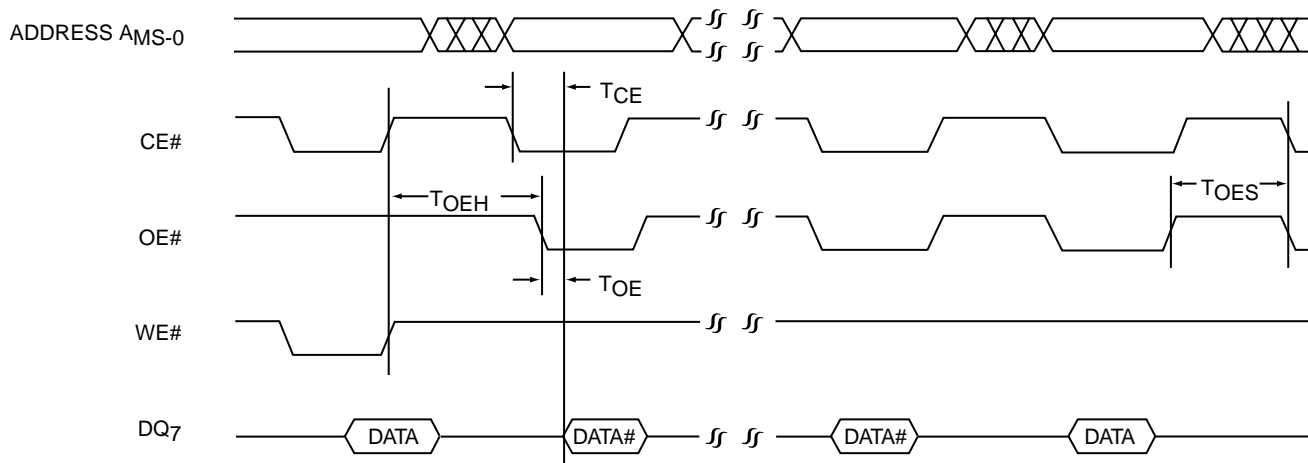 ADDRESS AMS-0
TCE
CE#
TOEH
TOES
OE#
TOE
WE#
DQ7
DATA
DATA#
DATA#
DATA